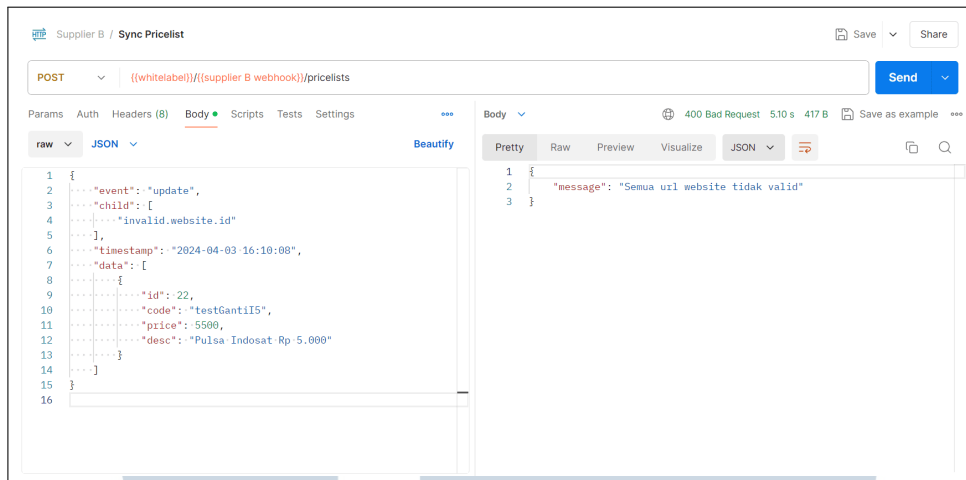 HTTP Supplier B / Sync Pricelist Save Share
POST {{whitelabel}}/{{supplier B webhook}}/pricelists Send
Params Auth Headers (8) Body Scripts Tests Settings
raw JSON Beautify
1 {
2 "event": "update",
3 "child": [
4 "invalid.website.id"
5 ],
6 "timestamp": "2024-04-03 16:10:08",
7 "data": [
8 {
9 "id": 22,
10 "code": "testGantiI5",
11 "price": 5500,
12 "desc": "Pulsa Indosat Rp 5.000"
13 }
14 ]
15 }
16
Body 400 Bad Request 5.10 s 417 B Save as example
Pretty Raw Preview Visualize JSON
1 {
2 "message": "Semua url website tidak valid"
3 }